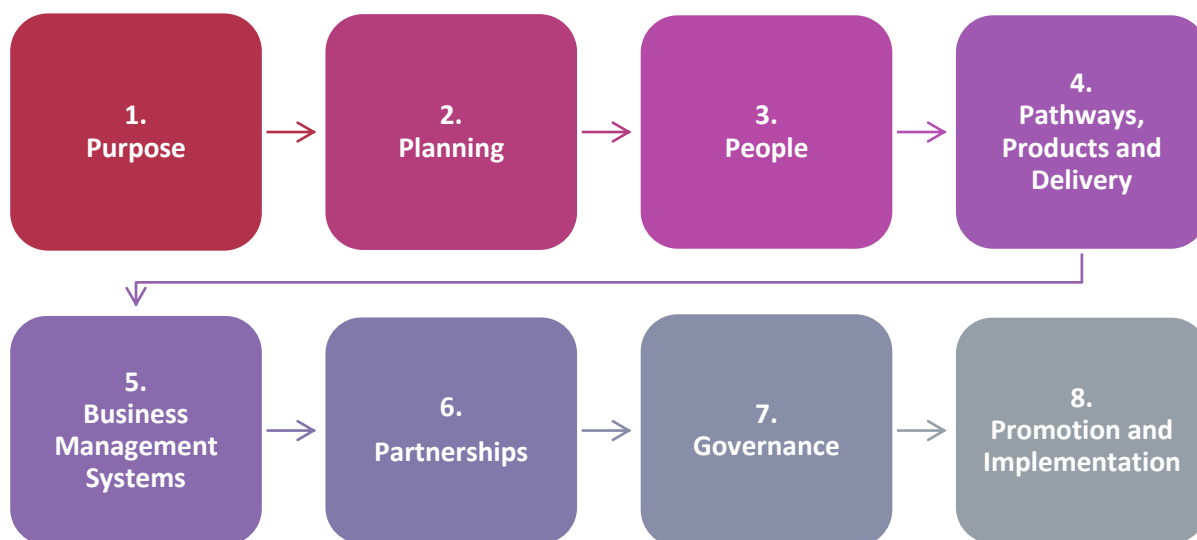 1.
Purpose
2.
Planning
3.
People
4.
Pathways,
Products and
Delivery
5.
Business
Management
Systems
6.
Partnerships
7.
Governance
8.
Promotion and
Implementation